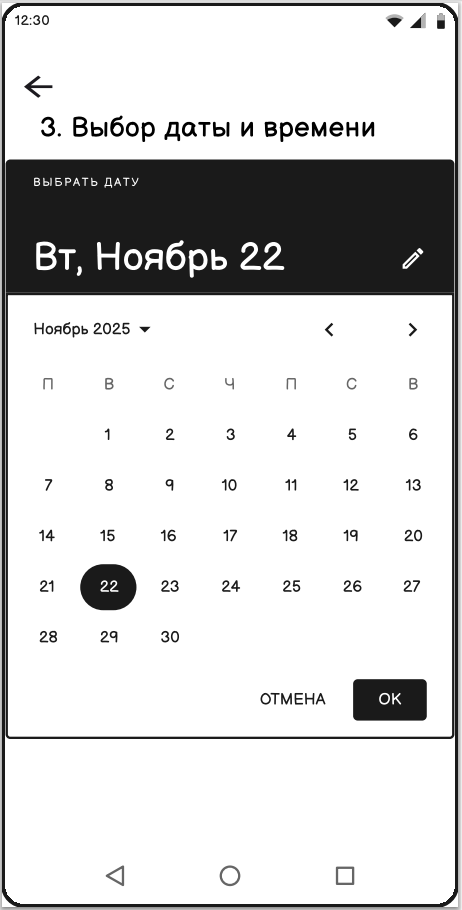 12:30
3. Выбор даты и времени
ВЫБРАТЬ ДАТУ
Вт, Ноябрь 22
Ноябрь 2025
П В С Ч П С В
1 2 3 4 5 6
7 8 9 10 11 12 13
14 15 16 17 18 19 20
21 22 23 24 25 26 27
28 29 30
ОТМЕНА ОК